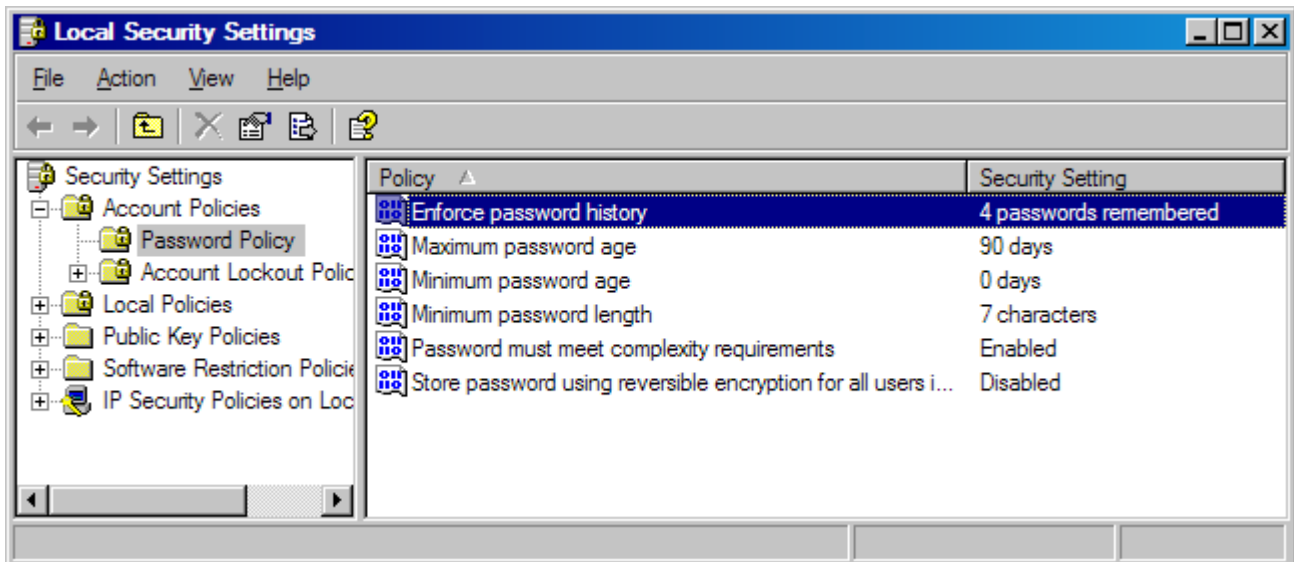 Local Security Settings
File Action View Help
Security Settings
Account Policies
Password Policy
Account Lockout Polic
Local Policies
Public Key Policies
Software Restriction Policie
IP Security Policies on Loc
Policy Security Setting
Enforce password history 4 passwords remembered
Maximum password age 90 days
Minimum password age 0 days
Minimum password length 7 characters
Password must meet complexity requirements Enabled
Store password using reversible encryption for all users i... Disabled